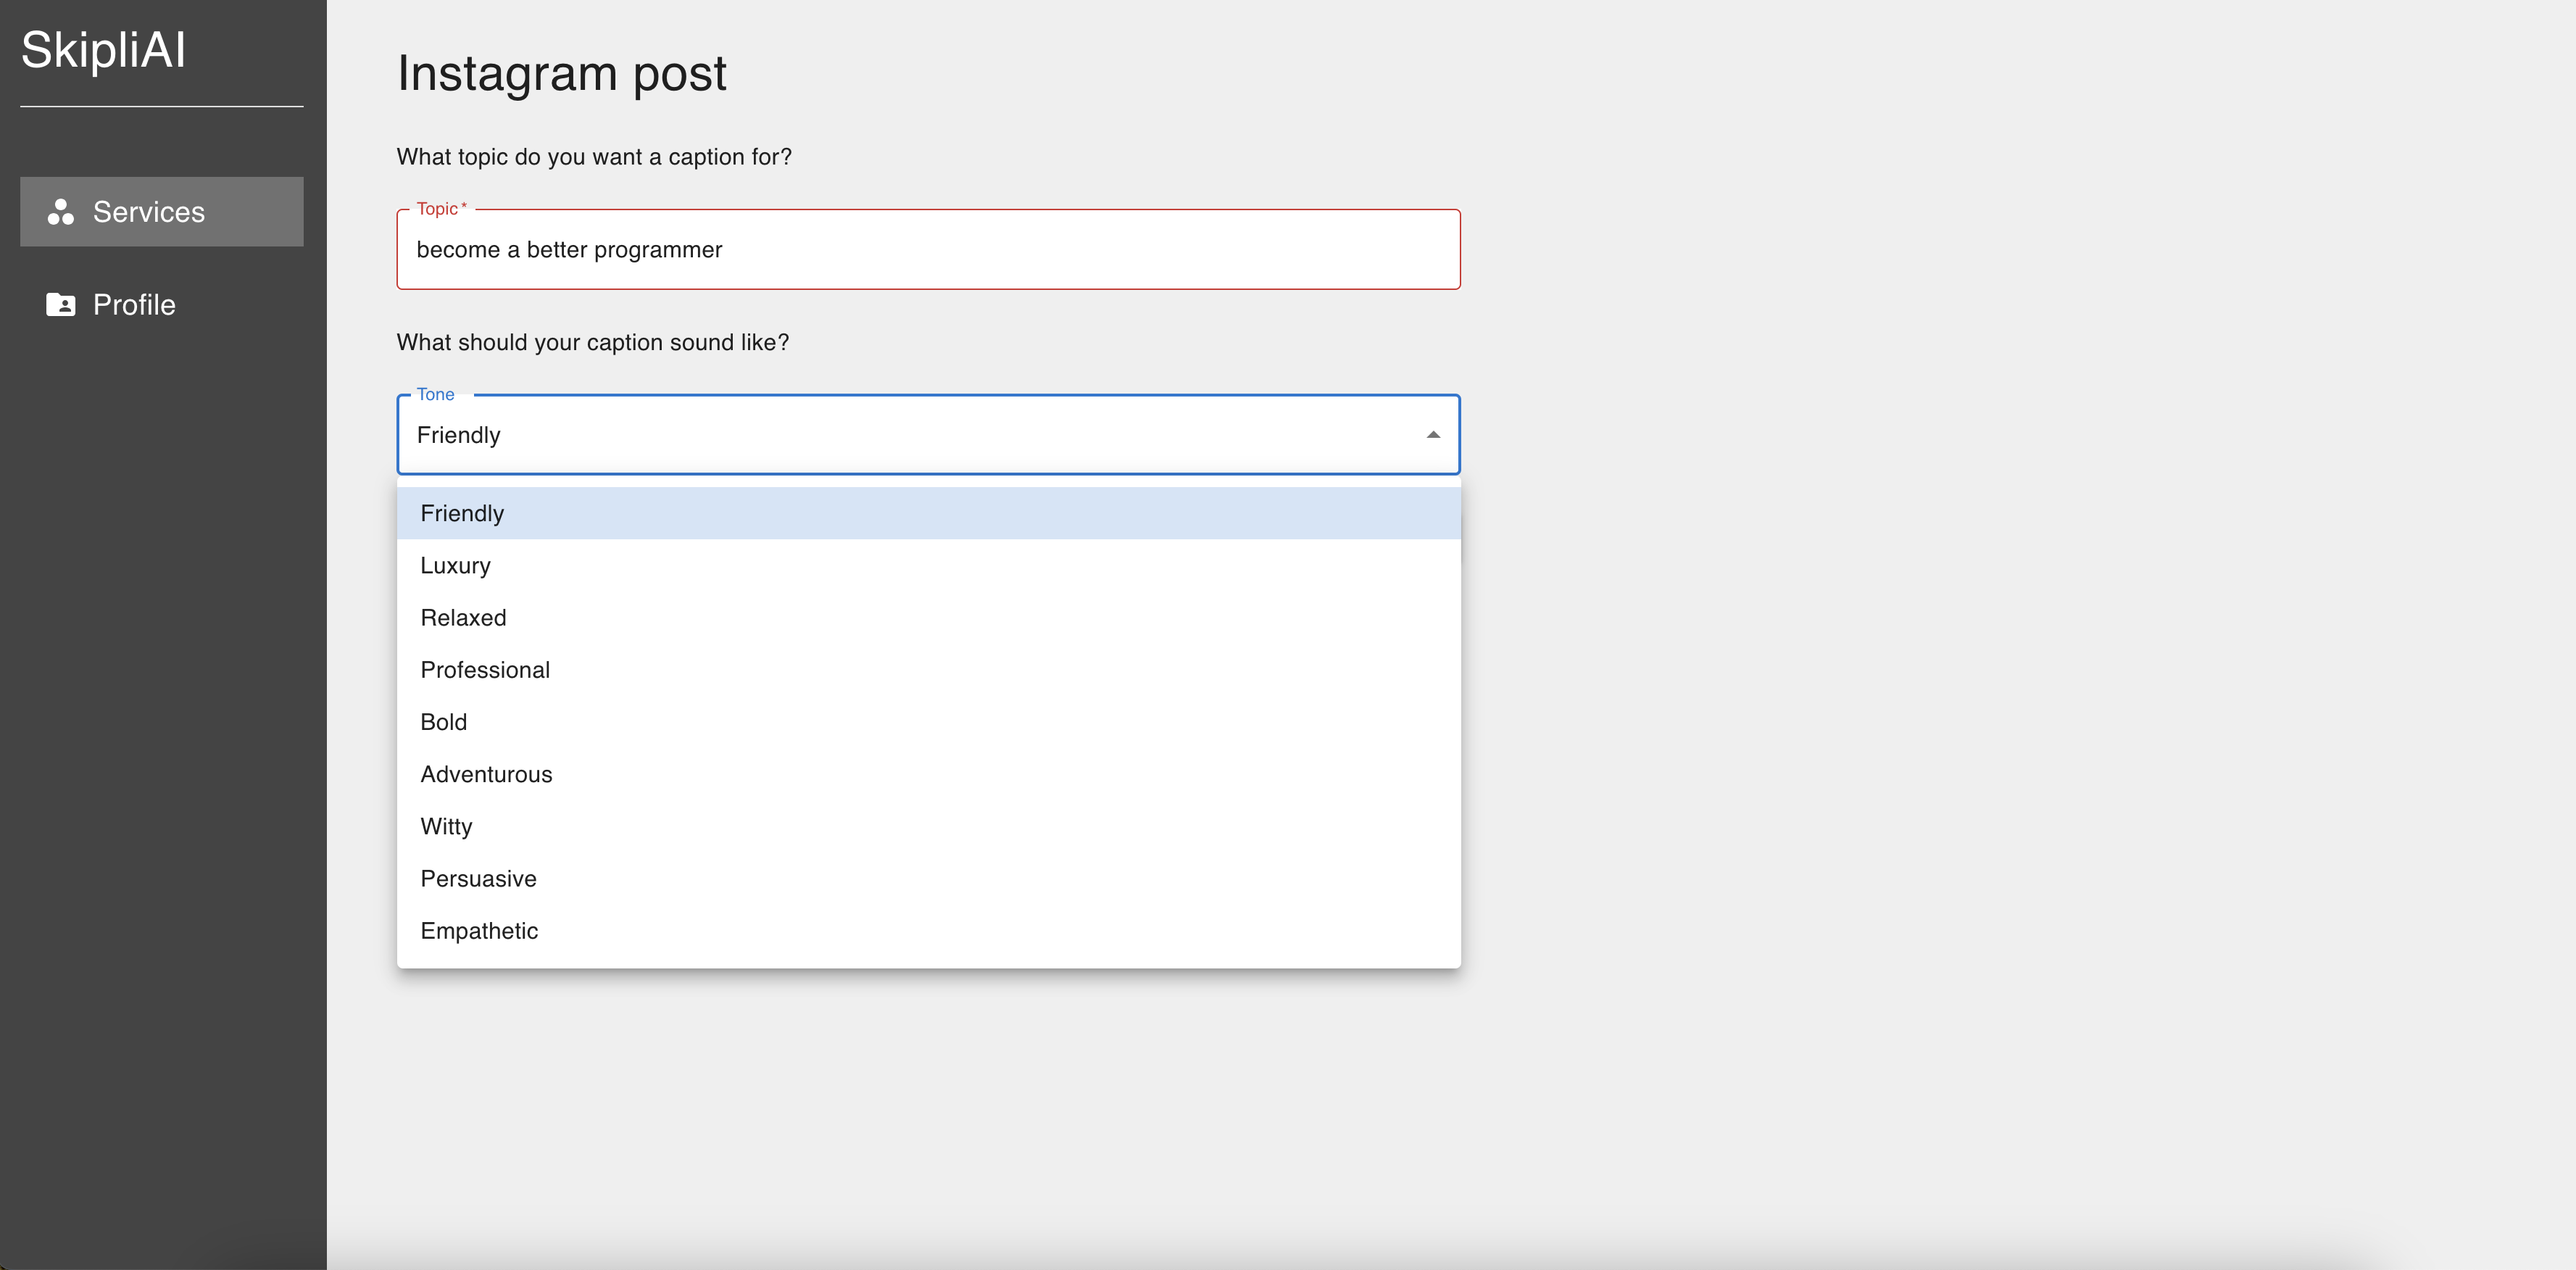 SkipliAI
Services
Profile
Instagram post
What topic do you want a caption for?
Topic *
become a better programmer
What should your caption sound like?
Tone
Friendly
Friendly
Luxury
Relaxed
Professional
Bold
Adventurous
Witty
Persuasive
Empathetic